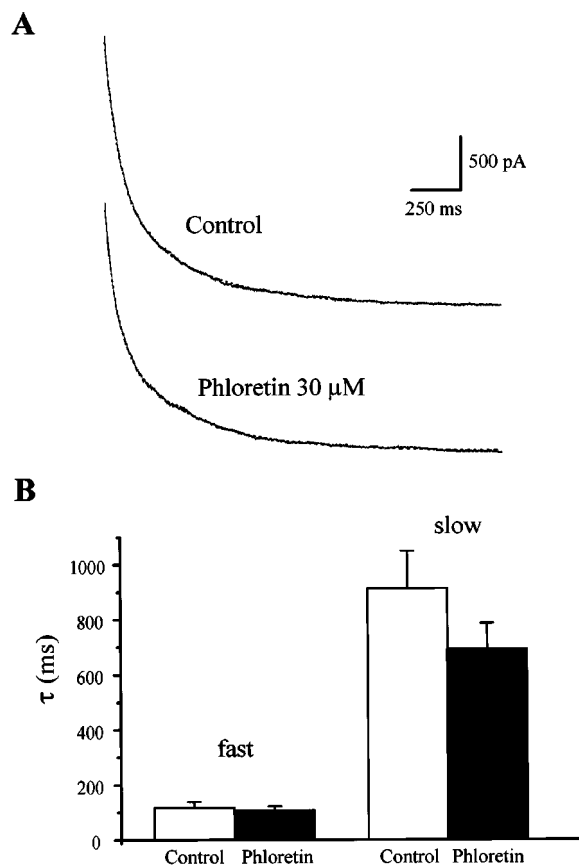 A
500 pA
250 ms
Control
Phloretin 30 µM
B
slow
1000
800
600
400
200
0
τ (ms)
fast
Control Phloretin Control Phloretin